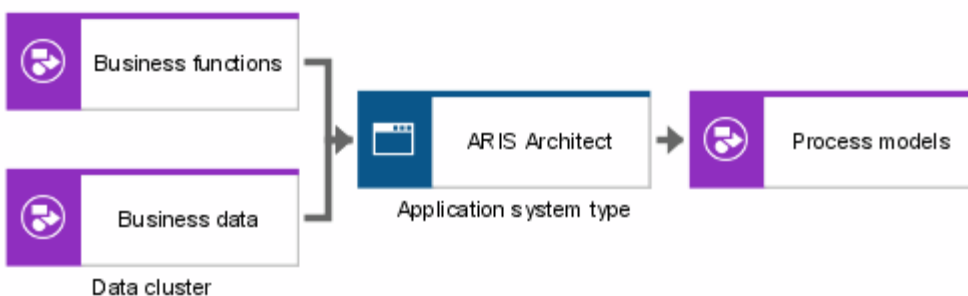 Business functions
ARIS Architect
Process models
Application system type
Business data
Data cluster